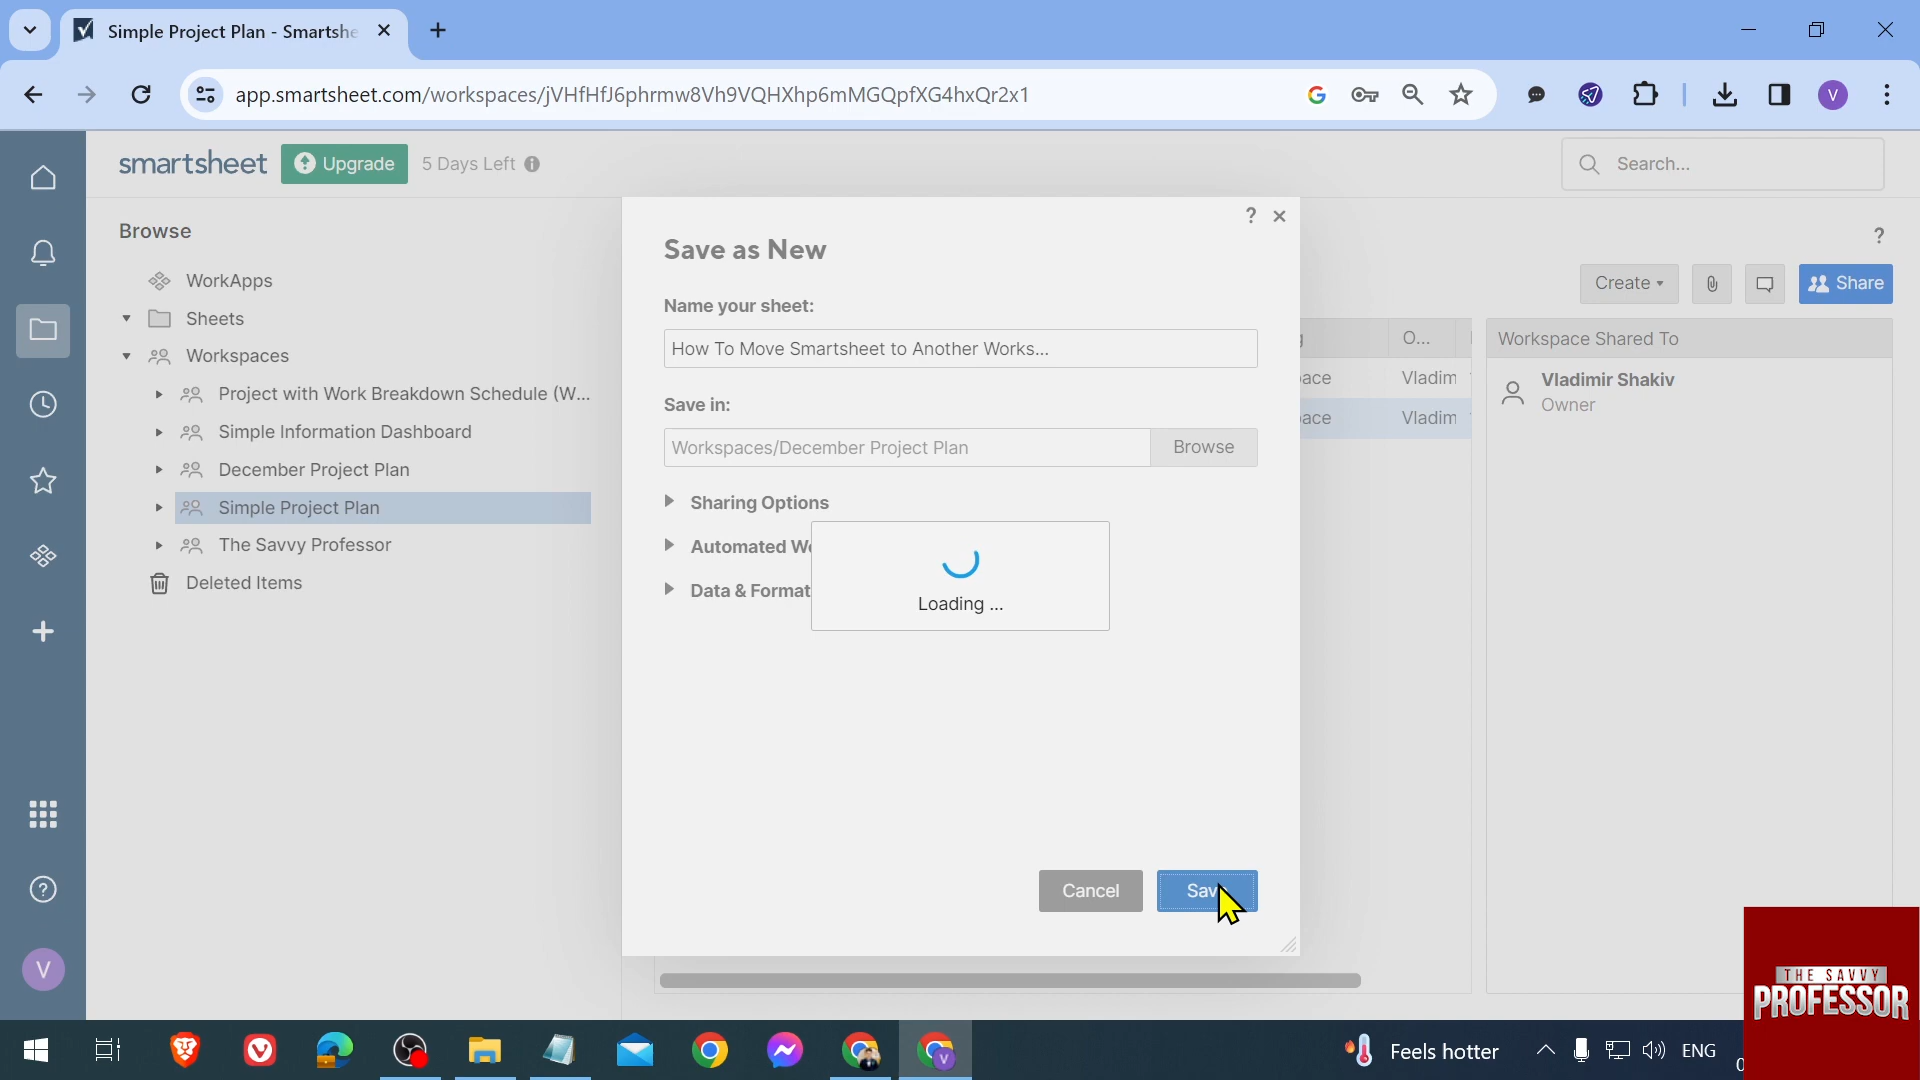 Simple Project Plan - Smartshe
app.smartsheet.com/workspaces/jVHfHfJ6phrmw8Vh9VQHXhp6mMGQpfXG4hxQr2x1
V
smartsheet
Upgrade
5 Days Left
Search...
Browse
WorkApps
Sheets
Workspaces
Project with Work Breakdown Schedule (W...
Simple Information Dashboard
December Project Plan
Simple Project Plan
The Savvy Professor
Deleted Items
V
?
Save as New
Name your sheet:
How To Move Smartsheet to Another Works...
Save in:
Workspaces/December Project Plan
Browse
Sharing Options
Automated Wo
Data & Format
Loading ...
Cancel
Save
?
Create
Share
O...
ace
Vladim
ace
Vladim
Workspace Shared To
Vladimir Shakiv
Owner
Feels hotter
ENG
THE SAVVY
PROFESSOR